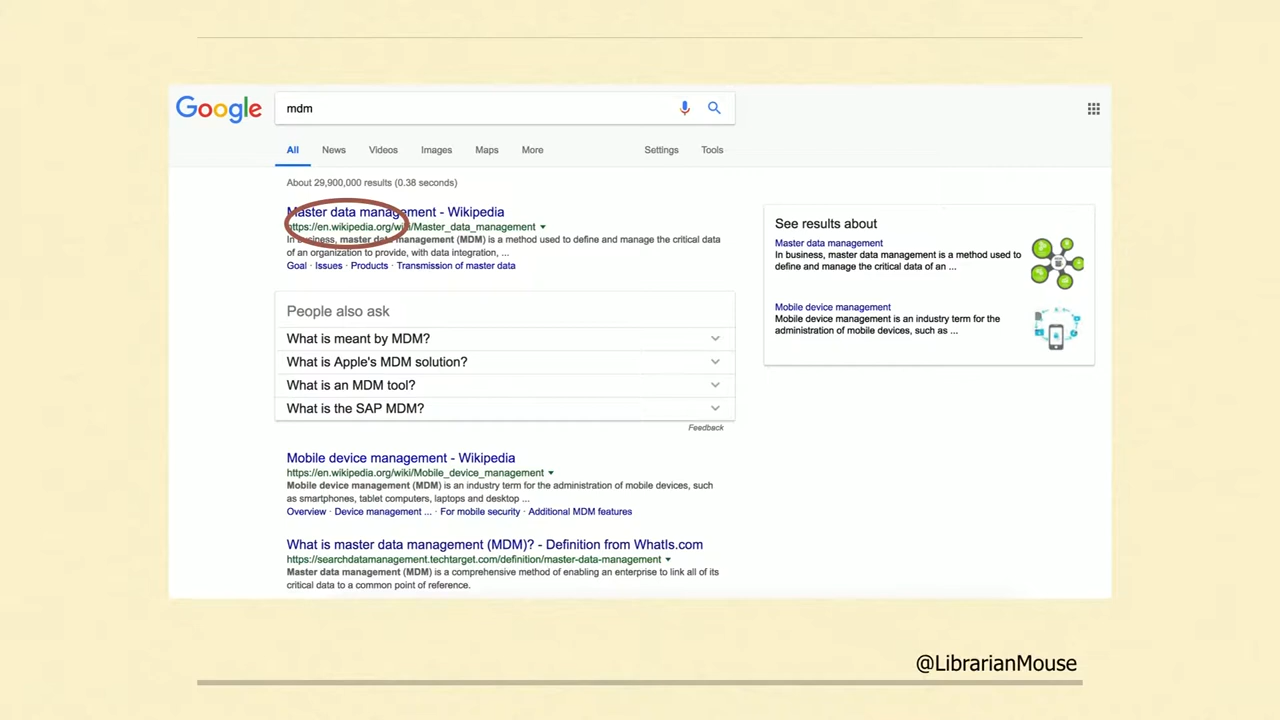 Google
mdm
All News Videos Images Maps More Settings Tools
About 29,900,000 results (0.38 seconds)
Master data management - Wikipedia
https://en.wikipedia.org/wiki/Master_data_management
In business, master data management (MDM) is a method used to define and manage the critical data
of an organization to provide, with data integration, ...
Goal · Issues · Products · Transmission of master data
See results about
Master data management
In business, master data management (MDM) is a method used to
define and manage the critical data of an ...
Mobile device management
Mobile device management is an industry term for the
administration of mobile devices, such as ...
People also ask
What is meant by MDM?
What is Apple's MDM solution?
What is an MDM tool?
What is the SAP MDM?
Feedback
Mobile device management - Wikipedia
https://en.wikipedia.org/wiki/Mobile_device_management
Mobile device management (MDM) is an industry term for the administration of mobile devices, such
as smartphones, tablet computers, laptops and desktop ...
Overview · Device management ... · For mobile security · Additional MDM features
What is master data management (MDM)? - Definition from WhatIs.com
https://searchdatamanagement.techtarget.com/definition/master-data-management
Master data management (MDM) is a comprehensive method of enabling an enterprise to link all of its
critical data to a common point of reference.
@LibrarianMouse